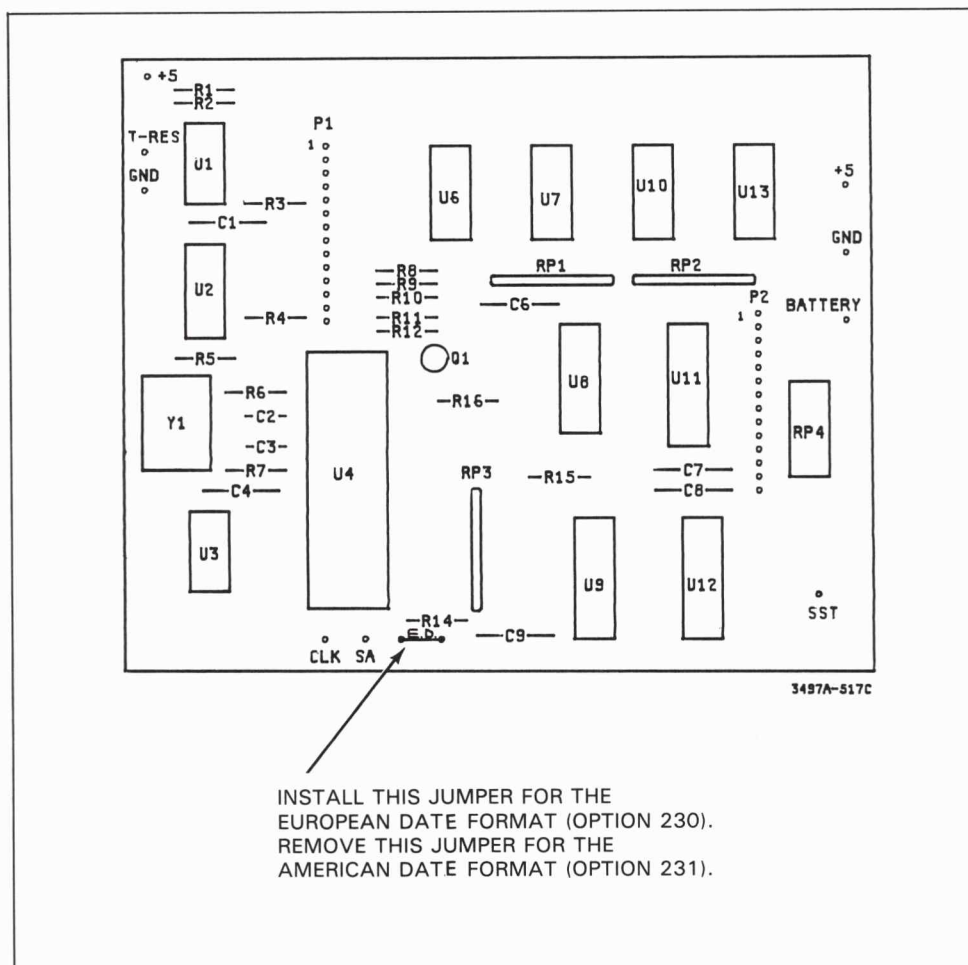 +5
R1
R2
P1
T-RES
1
U1
GND
U6
U7
U10
U13
+5
R3
C1
GND
RP1
RP2
R8
R9
U2
R10
C6
P2
BATTERY
R4
R11
1
R12
R5
Q1
U8
U11
R6
R16
Y1
C2
RP4
C3
R7
U4
RP3
R15
C7
C4
C8
U3
U9
U12
SST
R14
E.D.
C9
CLK SA
3497A-517C
INSTALL THIS JUMPER FOR THE
EUROPEAN DATE FORMAT (OPTION 230).
REMOVE THIS JUMPER FOR THE
AMERICAN DATE FORMAT (OPTION 231).